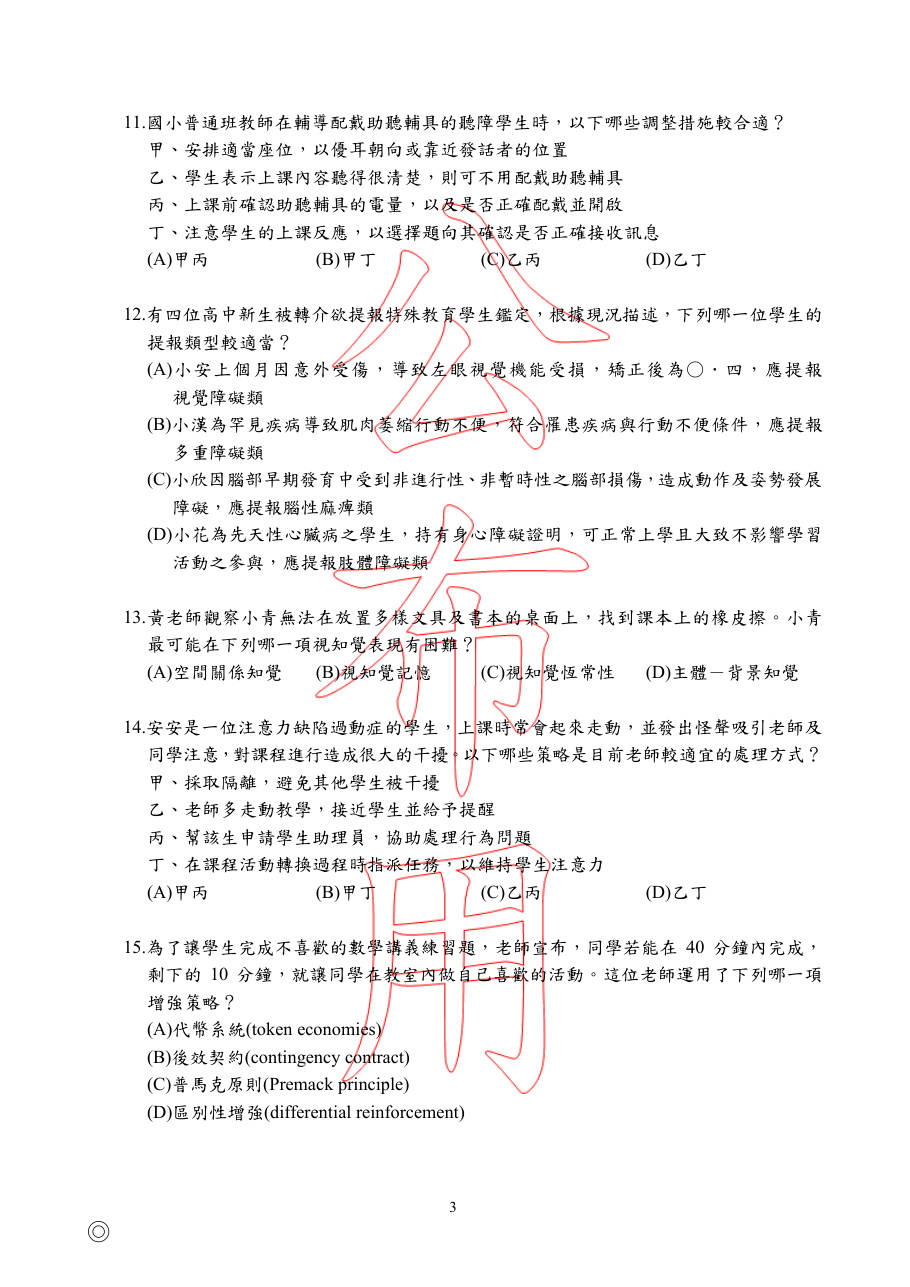 11.國小普通班教師在輔導配戴助聽輔具的聽障學生時，以下哪些調整措施較合適？
甲、安排適當座位，以優耳朝向或靠近發話者的位置
乙、學生表示上課內容聽得很清楚，則可不用配戴助聽輔具
丙、上課前確認助聽輔具的電量，以及是否正確配戴並開啟
丁、注意學生的上課反應，以選擇題向其確認是否正確接收訊息
(A)甲丙 (B)甲丁 (C)乙丙 (D)乙丁
12.有四位高中新生被轉介欲提報特殊教育學生鑑定，根據現況描述，下列哪一位學生的
提報類型較適當？
(A)小安上個月因意外受傷，導致左眼視覺機能受損，矯正後為○．四，應提報
視覺障礙類
(B)小漢為罕見疾病導致肌肉萎縮行動不便，符合罹患疾病與行動不便條件，應提報
多重障礙類
(C)小欣因腦部早期發育中受到非進行性、非暫時性之腦部損傷，造成動作及姿勢發展
障礙，應提報腦性麻痺類
(D)小花為先天性心臟病之學生，持有身心障礙證明，可正常上學且大致不影響學習
活動之參與，應提報肢體障礙類
13.黃老師觀察小青無法在放置多樣文具及書本的桌面上，找到課本上的橡皮擦。小青
最可能在下列哪一項視知覺表現有困難？
(A)空間關係知覺 (B)視知覺記憶 (C)視知覺恆常性 (D)主體－背景知覺
14.安安是一位注意力缺陷過動症的學生，上課時常會起來走動，並發出怪聲吸引老師及
同學注意，對課程進行造成很大的干擾。以下哪些策略是目前老師較適宜的處理方式？
甲、採取隔離，避免其他學生被干擾
乙、老師多走動教學，接近學生並給予提醒
丙、幫該生申請學生助理員，協助處理行為問題
丁、在課程活動轉換過程時指派任務，以維持學生注意力
(A)甲丙 (B)甲丁 (C)乙丙 (D)乙丁
15.為了讓學生完成不喜歡的數學講義練習題，老師宣布，同學若能在 40 分鐘內完成，
剩下的 10 分鐘，就讓同學在教室內做自己喜歡的活動。這位老師運用了下列哪一項
增強策略？
(A)代幣系統(token economies)
(B)後效契約(contingency contract)
(C)普馬克原則(Premack principle)
(D)區別性增強(differential reinforcement)
公布用
3